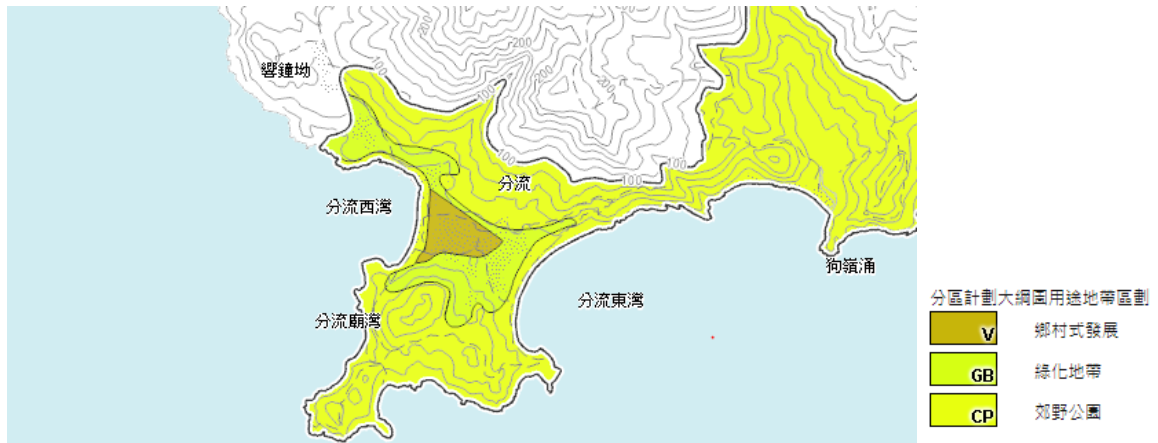 200
200
響鐘坳
100
200
100
100
100
100
分流
分流西灣
狗嶺涌
分流東灣
分流廟灣
分區計劃大綱圖用途地帶區劃
V 鄉村式發展
GB 綠化地帶
CP 郊野公園